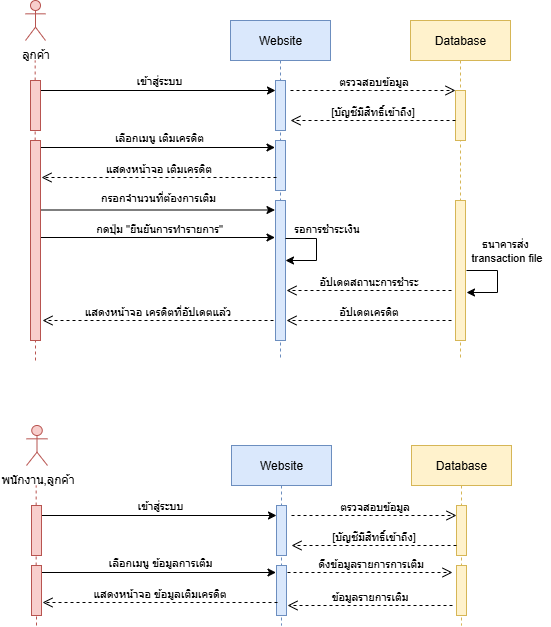 ลูกค้า
Website
Database
เข้าสู่ระบบ
ตรวจสอบข้อมูล
[บัญชีมีสิทธิ์เข้าถึง]
เลือกเมนู เติมเครดิต
แสดงหน้าจอ เติมเครดิต
กรอกจำนวนที่ต้องการเติม
กดปุ่ม "ยืนยันการทำรายการ"
รอการชำระเงิน
ธนาคารส่ง
transaction file
อัปเดตสถานะการชำระ
แสดงหน้าจอ เครดิตที่อัปเดตแล้ว
อัปเดตเครดิต
พนักงาน,ลูกค้า
Website
Database
เข้าสู่ระบบ
ตรวจสอบข้อมูล
[บัญชีมีสิทธิ์เข้าถึง]
เลือกเมนู ข้อมูลการเติม
ดึงข้อมูลรายการการเติม
แสดงหน้าจอ ข้อมูลเติมเครดิต
ข้อมูลรายการเติม